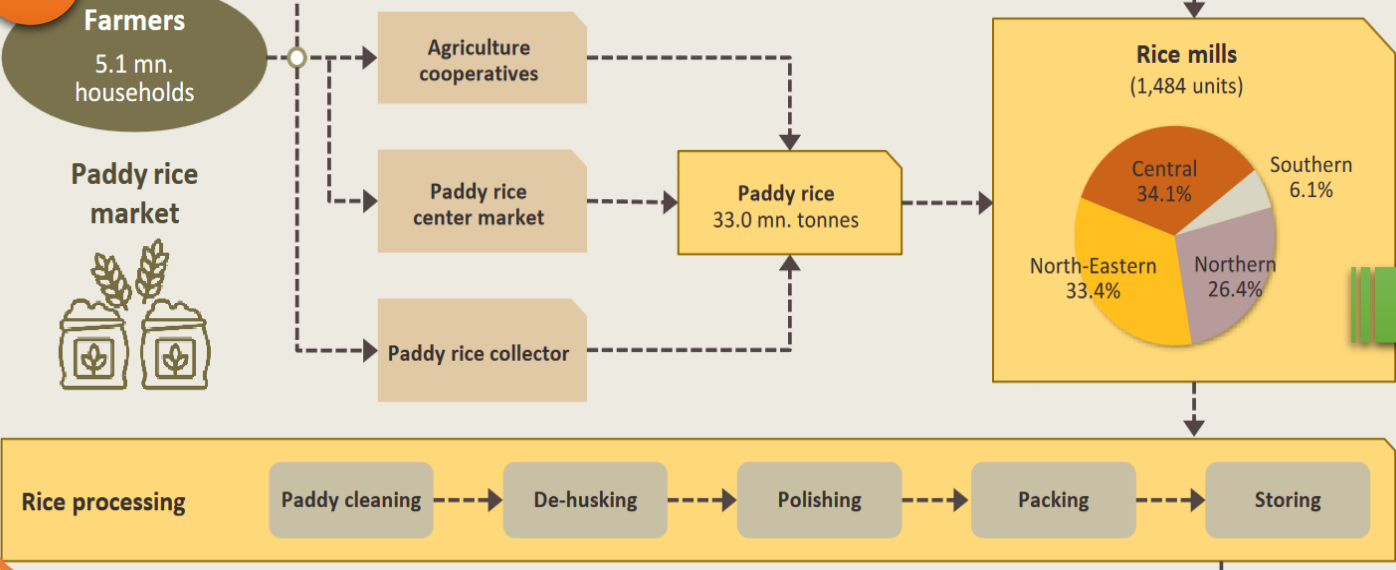 Farmers
5.1 mn.
households
Paddy rice
market
Agriculture
cooperatives
Paddy rice
center market
Paddy rice collector
Paddy rice
33.0 mn. tonnes
Rice mills
(1,484 units)
Central
34.1%
Southern
6.1%
North-Eastern
33.4%
Northern
26.4%
Rice processing
Paddy cleaning
De-husking
Polishing
Packing
Storing